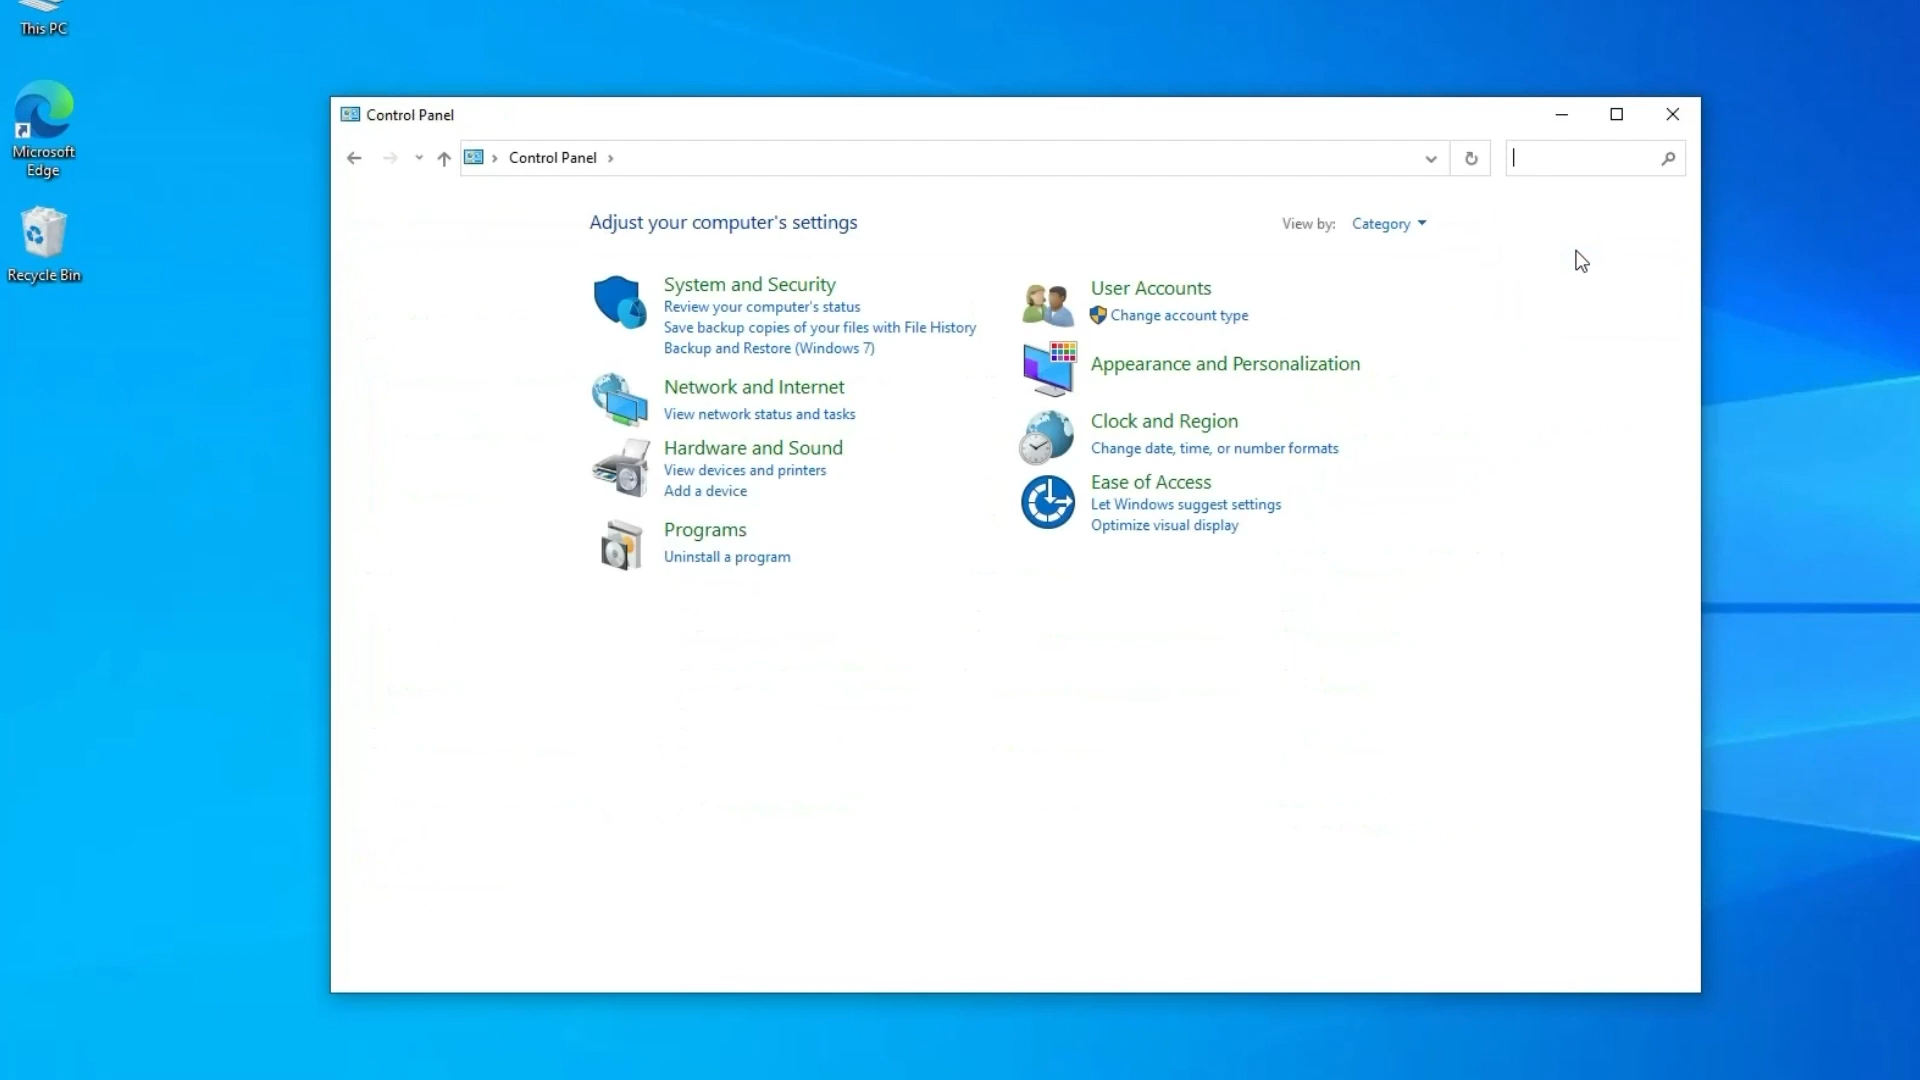 This PC
Microsoft
Edge
Recycle Bin
Control Panel
Control Panel
Adjust your computer's settings
View by: Category
System and Security
Review your computer's status
Save backup copies of your files with File History
Backup and Restore (Windows 7)
Network and Internet
View network status and tasks
Hardware and Sound
View devices and printers
Add a device
Programs
Uninstall a program
User Accounts
Change account type
Appearance and Personalization
Clock and Region
Change date, time, or number formats
Ease of Access
Let Windows suggest settings
Optimize visual display